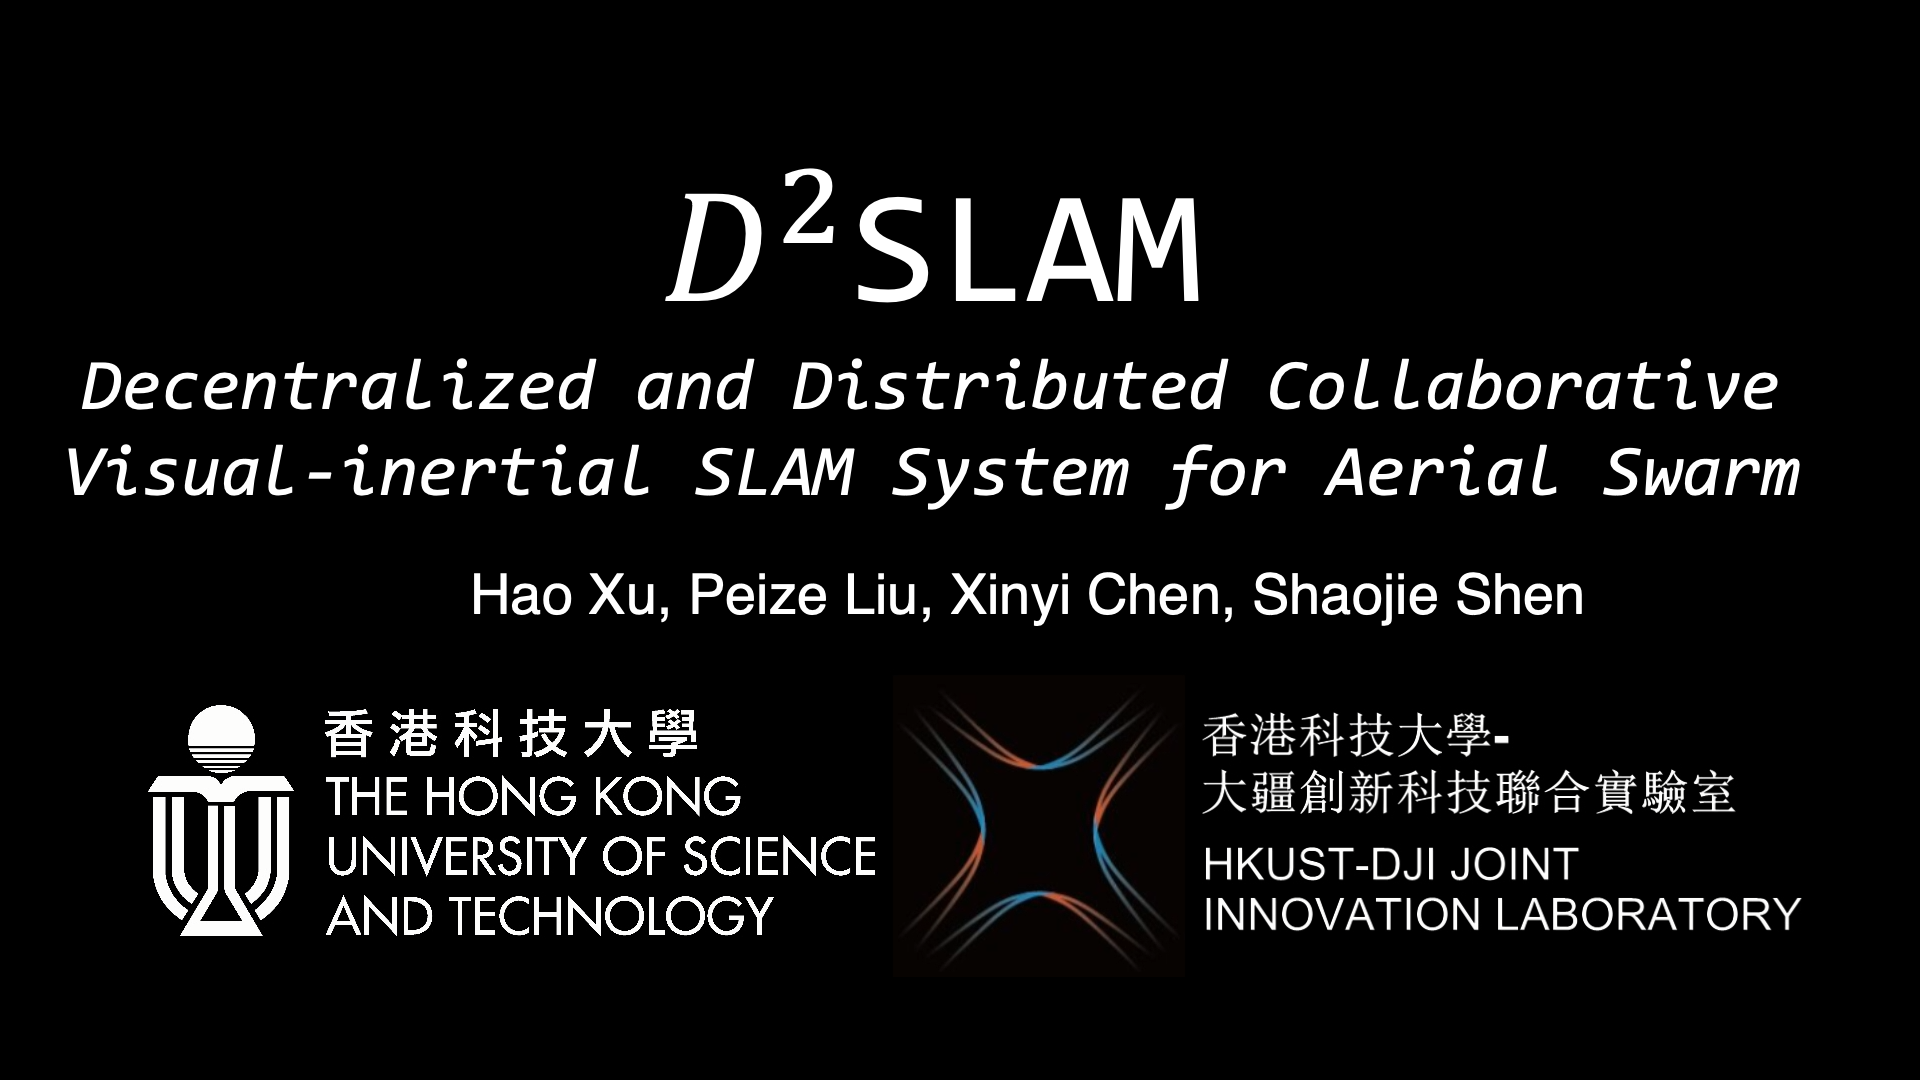 D²SLAM
Decentralized and Distributed Collaborative
Visual-inertial SLAM System for Aerial Swarm
Hao Xu, Peize Liu, Xinyi Chen, Shaojie Shen
香港科技大學
THE HONG KONG
UNIVERSITY OF SCIENCE
AND TECHNOLOGY
香港科技大學-
大疆創新科技聯合實驗室
HKUST-DJI JOINT
INNOVATION LABORATORY